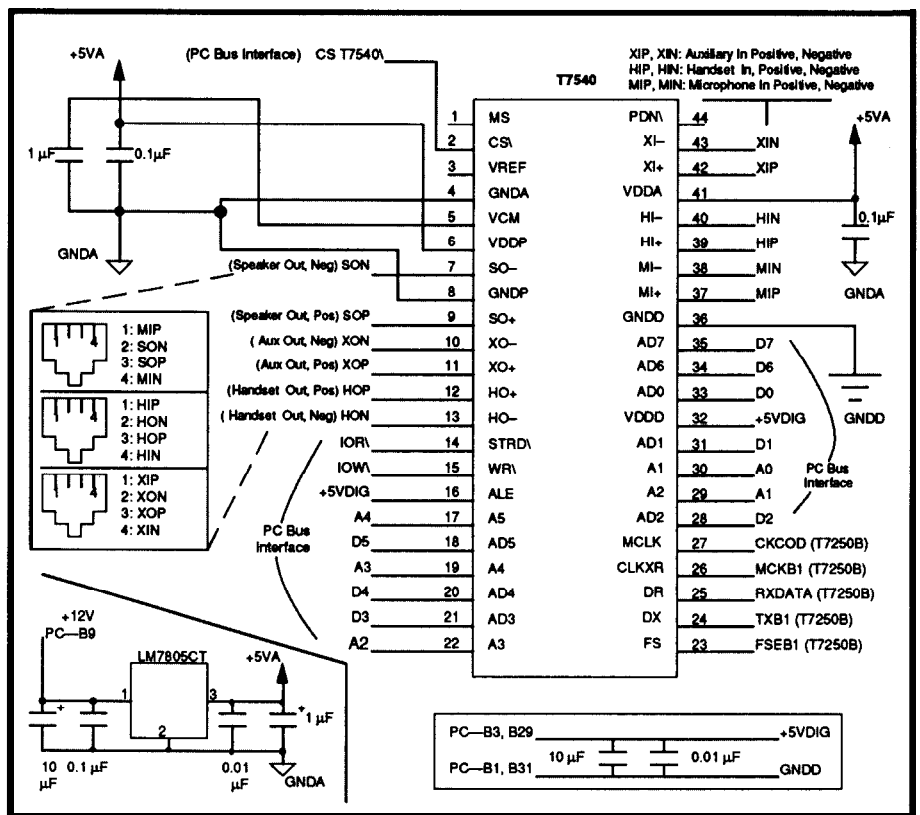 +5VA
(PC Bus Interface) CS T7540\
XIP, XIN: Auxiliary In Positive, Negative
HIP, HIN: Handset In, Positive, Negative
MIP, MIN: Microphone In Positive, Negative
T7540
+5VA
1 µF
0.1µF
GNDA
0.1µF
GNDA
1 MS
2 CS\
3 VREF
4 GNDA
5 VCM
6 VDDP
(Speaker Out, Neg) SON 7 SO–
8 GNDP
(Speaker Out, Pos) SOP 9 SO+
( Aux Out, Neg) XON 10 XO–
(Aux Out, Pos) XOP 11 XO+
(Handset Out, Pos) HOP 12 HO+
( Handset Out, Neg) HON 13 HO–
IOR\ 14 STRD\
IOW\ 15 WR\
+5VDIG 16 ALE
A4 17 A5
D5 18 AD5
A3 19 A4
D4 20 AD4
D3 21 AD3
A2 22 A3
PC Bus
Interface
PDN\ 44
XI– 43 XIN
XI+ 42 XIP
VDDA 41
HI– 40 HIN
HI+ 39 HIP
MI– 38 MIN
MI+ 37 MIP
GNDD 36
AD7 35 D7
AD6 34 D6
AD0 33 D0
VDDD 32 +5VDIG
AD1 31 D1
A1 30 A0
A2 29 A1
AD2 28 D2
MCLK 27 CKCOD (T7250B)
CLKXR 26 MCKB1 (T7250B)
DR 25 RXDATA (T7250B)
DX 24 TXB1 (T7250B)
FS 23 FSEB1 (T7250B)
GNDD
PC Bus
Interface
1 4
1: MIP
2: SON
3: SOP
4: MIN
1 4
1: HIP
2: HON
3: HOP
4: HIN
1 4
1: XIP
2: XON
3: XOP
4: XIN
+12V
PC—B9
LM7805CT
+5VA
1
3
2
+
+
1 µF
10
µF
0.1 µF
0.01
µF
GNDA
PC—B3, B29
+5VDIG
10 µF
0.01 µF
PC—B1, B31
GNDD